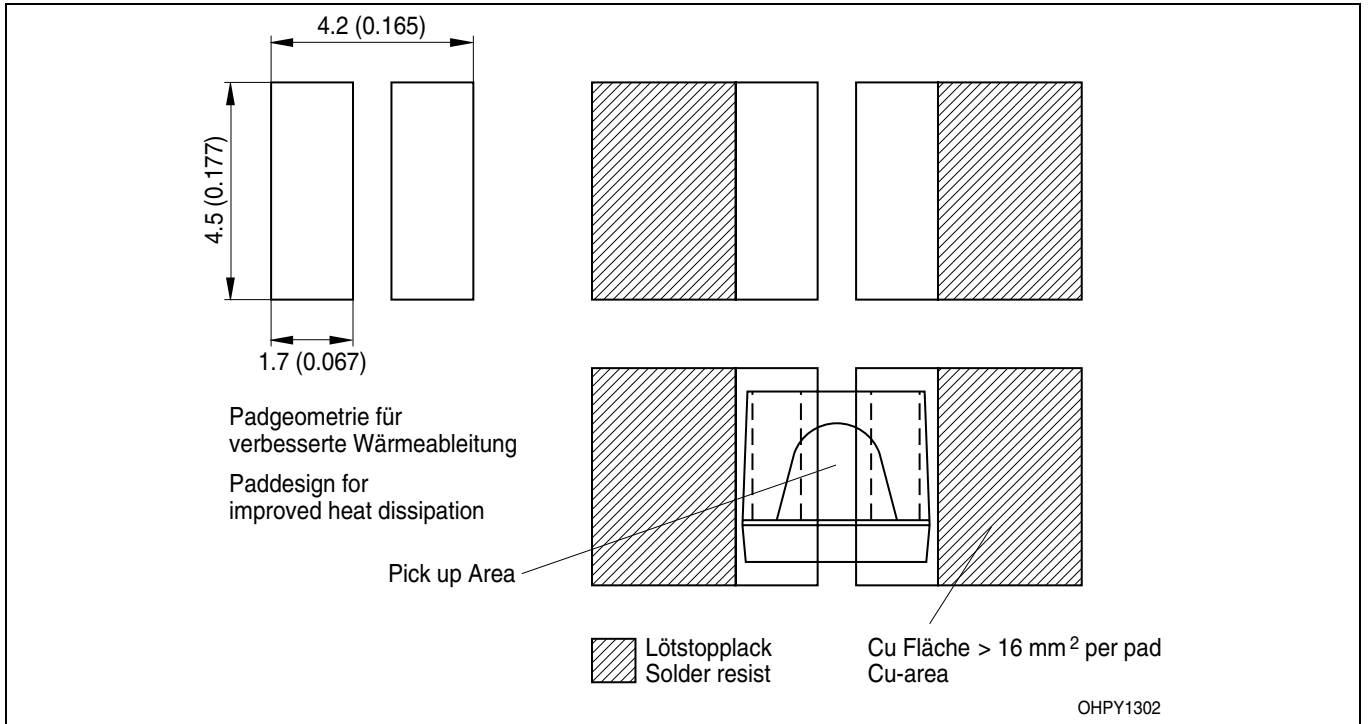 4.2 (0.165)
4.5 (0.177)
1.7 (0.067)
Padgeometrie für
verbesserte Wärmeableitung
Paddesign for
improved heat dissipation
Pick up Area
Lötstopplack
Solder resist
Cu Fläche > 16 mm 2 per pad
Cu-area
OHPY1302